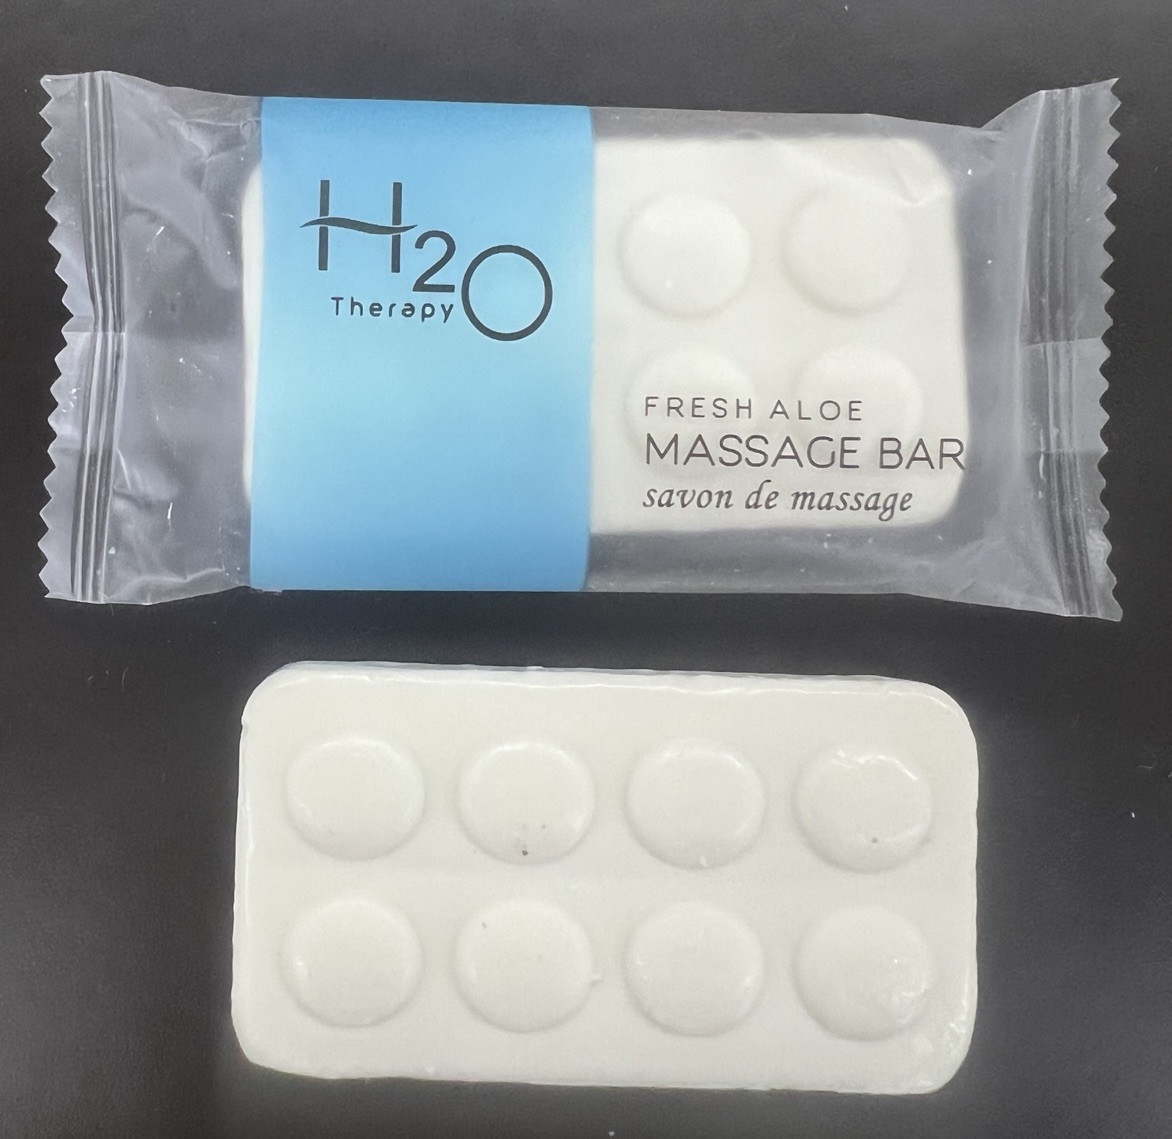 H2O
Therapy
FRESH ALOE
MASSAGE BAR
savon de massage